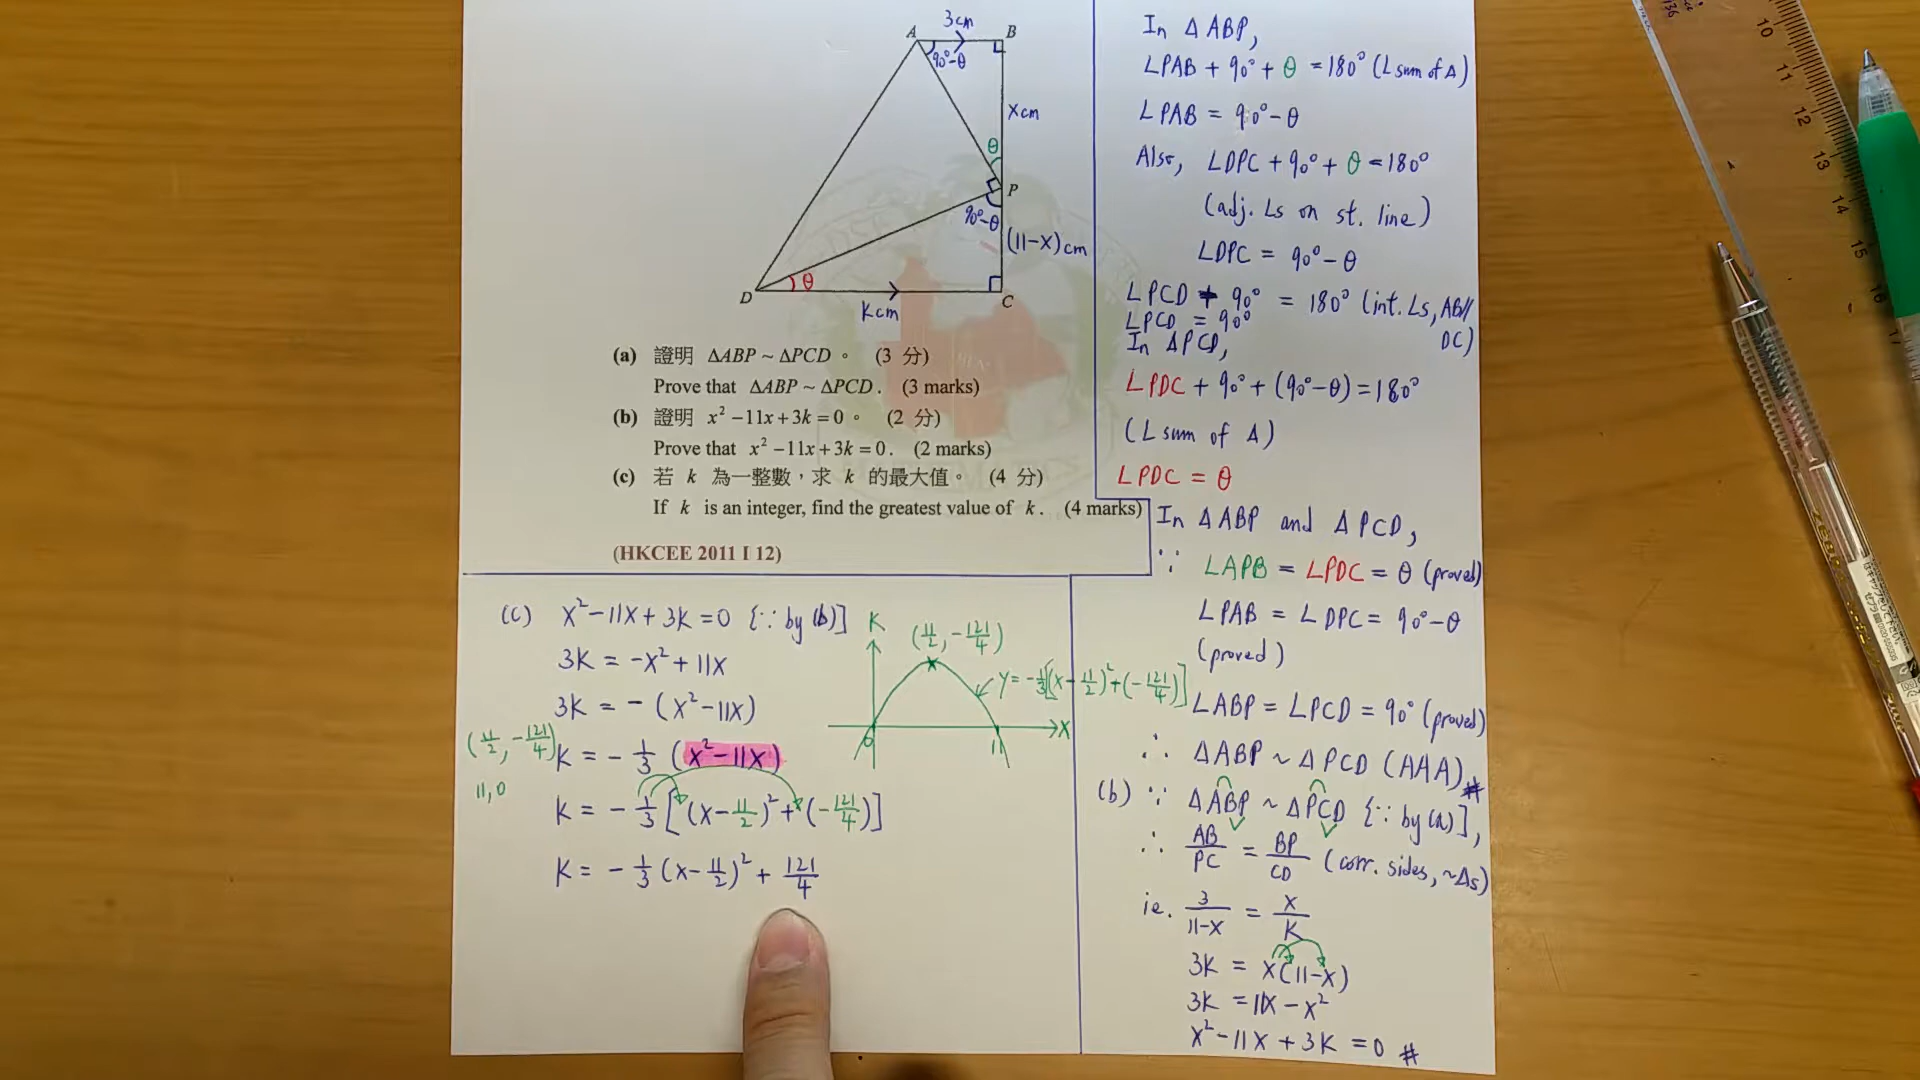 3cm
A
B
90°-θ
xcm
θ
P
90°-θ
(11-x)cm
θ
D
C
Kcm
(a) 證明 ΔABP ~ ΔPCD。 (3 分)
Prove that ΔABP ~ ΔPCD. (3 marks)
(b) 證明 x² −11x+3k=0。 (2 分)
Prove that x² −11x+3k=0. (2 marks)
(c) 若 k 為一整數，求 k 的最大值。 (4 分)
If k is an integer, find the greatest value of k. (4 marks)
(HKCEE 2011 I 12)
In ΔABP,
∠PAB + 90° + θ = 180° (∠ sum of Δ)
∠PAB = 90°-θ
Also, ∠DPC + 90° + θ = 180°
(adj. ∠s on st. line)
∠DPC = 90°-θ
∠PCD + 90° = 180° (int. ∠s, AB//
DC)
∠PCD = 90°
In ΔPCD,
∠PDC + 90° + (90°-θ) = 180°
(∠ sum of Δ)
∠PDC = θ
In ΔABP and ΔPCD,
∵ ∠APB = ∠PDC = θ (proved)
∠PAB = ∠DPC = 90°-θ
(proved)
∠ABP = ∠PCD = 90° (proved)
∴ ΔABP ~ ΔPCD (AAA) #
(b) ∵ ΔABP ~ ΔPCD {∵ by (a)],
∴ AB/PC = BP/CD (corr. sides, ~Δs)
ie. 3/(11-x) = x/K
3K = x(11-x)
3K = 11x - x²
x² - 11x + 3K = 0 #
(c) x² - 11x + 3K = 0 {∵ by (b)]
3K = -x² + 11x
3K = - (x² - 11x)
K = - 1/3 (x² - 11x)
K = - 1/3 [(x - 11/2)² + (-121/4)]
K = - 1/3 (x - 11/2)² + 121/4
(11/2, -121/4)
11,0
K
(11/2, -121/4)
y = -1/3[(x - 11/2)² + (-121/4)]
0
11
x
10
11
12
13
14
15
16
17